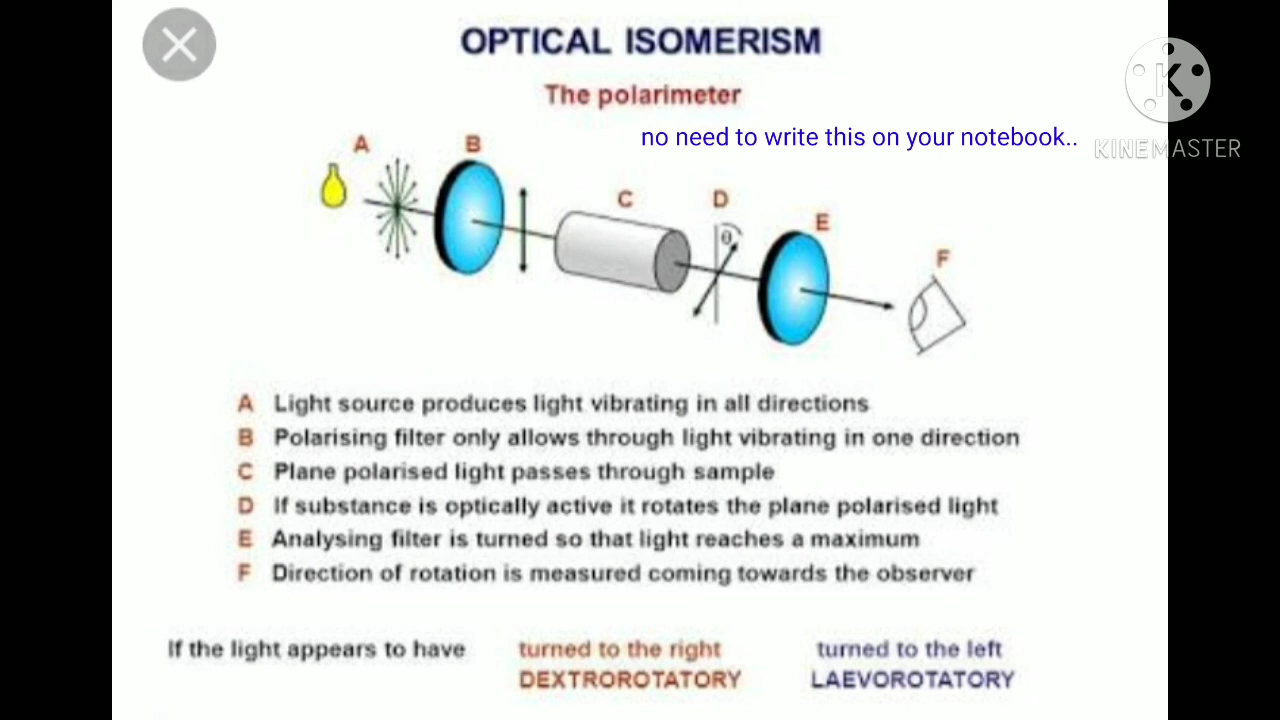 OPTICAL ISOMERISM
The polarimeter
no need to write this on your notebook..
K
KINEMASTER
A
B
C
D
E
F
θ
A Light source produces light vibrating in all directions
B Polarising filter only allows through light vibrating in one direction
C Plane polarised light passes through sample
D If substance is optically active it rotates the plane polarised light
E Analysing filter is turned so that light reaches a maximum
F Direction of rotation is measured coming towards the observer
If the light appears to have turned to the right turned to the left
DEXTROROTATORY LAEVOROTATORY